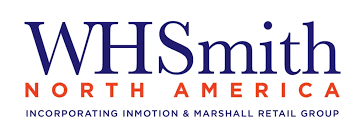 WHSmith
NORTH AMERICA
INCORPORATING INMOTION & MARSHALL RETAIL GROUP